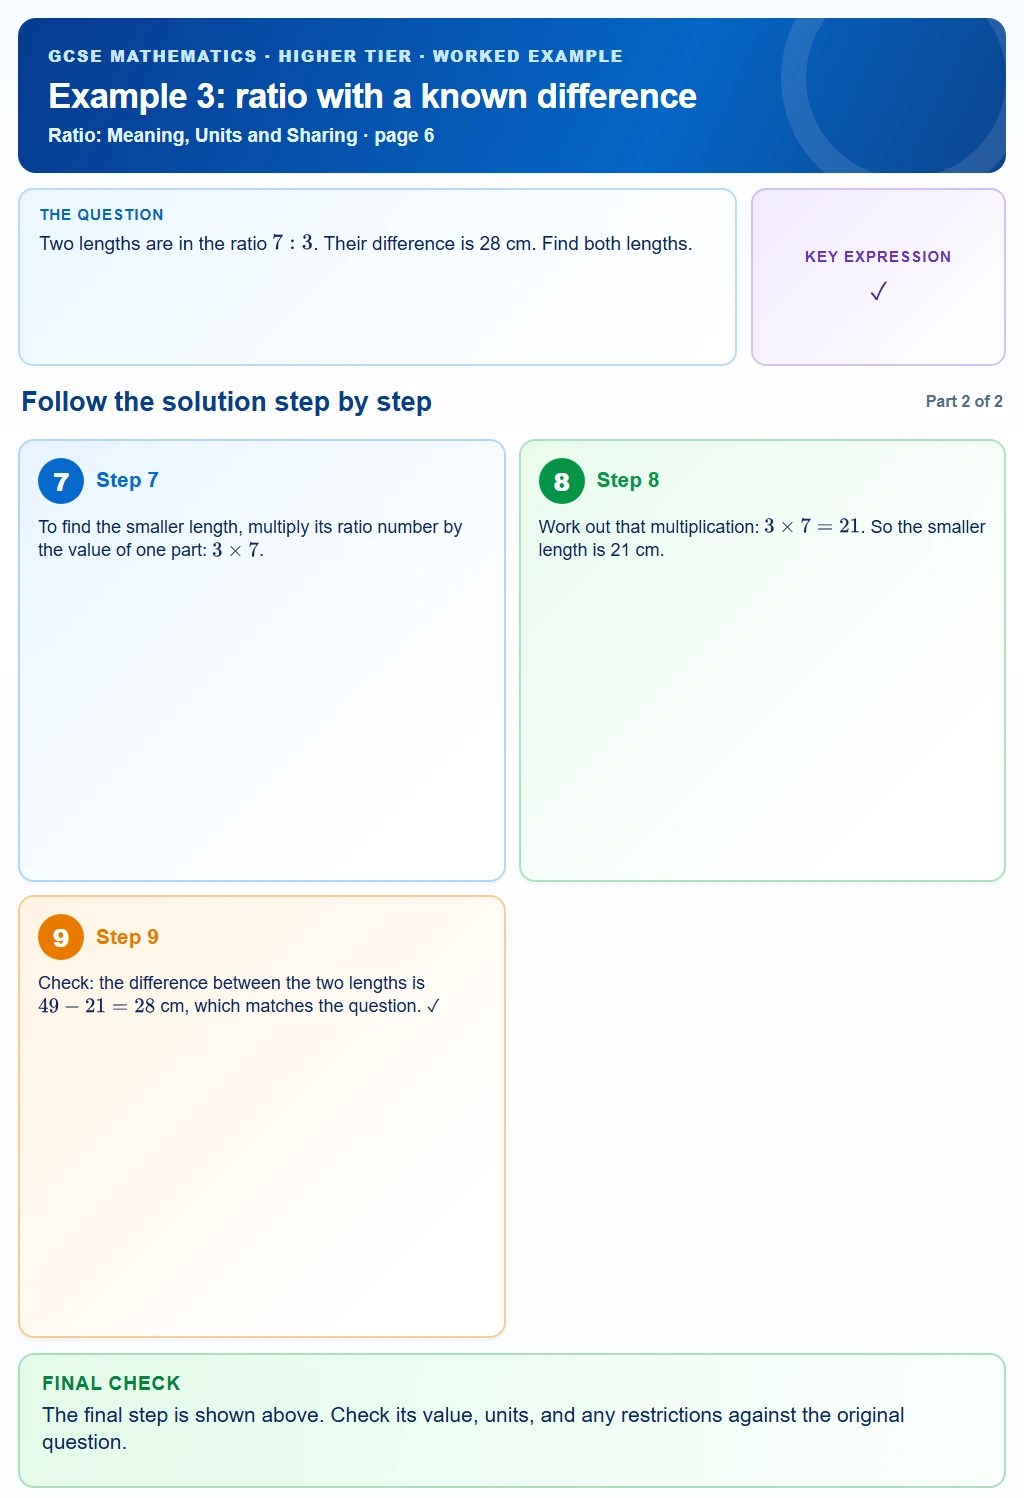 GCSE MATHEMATICS · HIGHER TIER · WORKED EXAMPLE
Example 3: ratio with a known difference
Ratio: Meaning, Units and Sharing · page 6
THE QUESTION
Two lengths are in the ratio 7 : 3. Their difference is 28 cm. Find both lengths.
KEY EXPRESSION
✓
Follow the solution step by step
Part 2 of 2
7 Step 7
To find the smaller length, multiply its ratio number by
the value of one part: 3 × 7.
8 Step 8
Work out that multiplication: 3 × 7 = 21. So the smaller
length is 21 cm.
9 Step 9
Check: the difference between the two lengths is
49 − 21 = 28 cm, which matches the question. ✓
FINAL CHECK
The final step is shown above. Check its value, units, and any restrictions against the original
question.